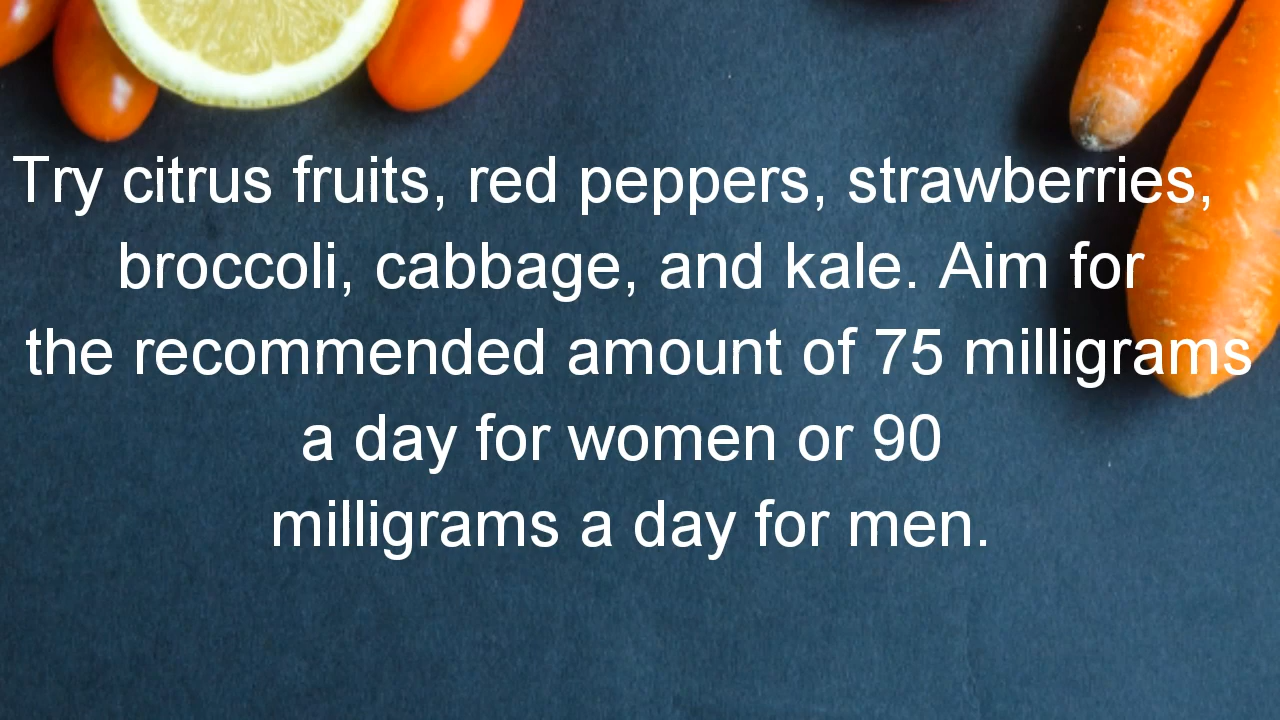 Try citrus fruits, red peppers, strawberries,
broccoli, cabbage, and kale. Aim for
the recommended amount of 75 milligrams
a day for women or 90
milligrams a day for men.